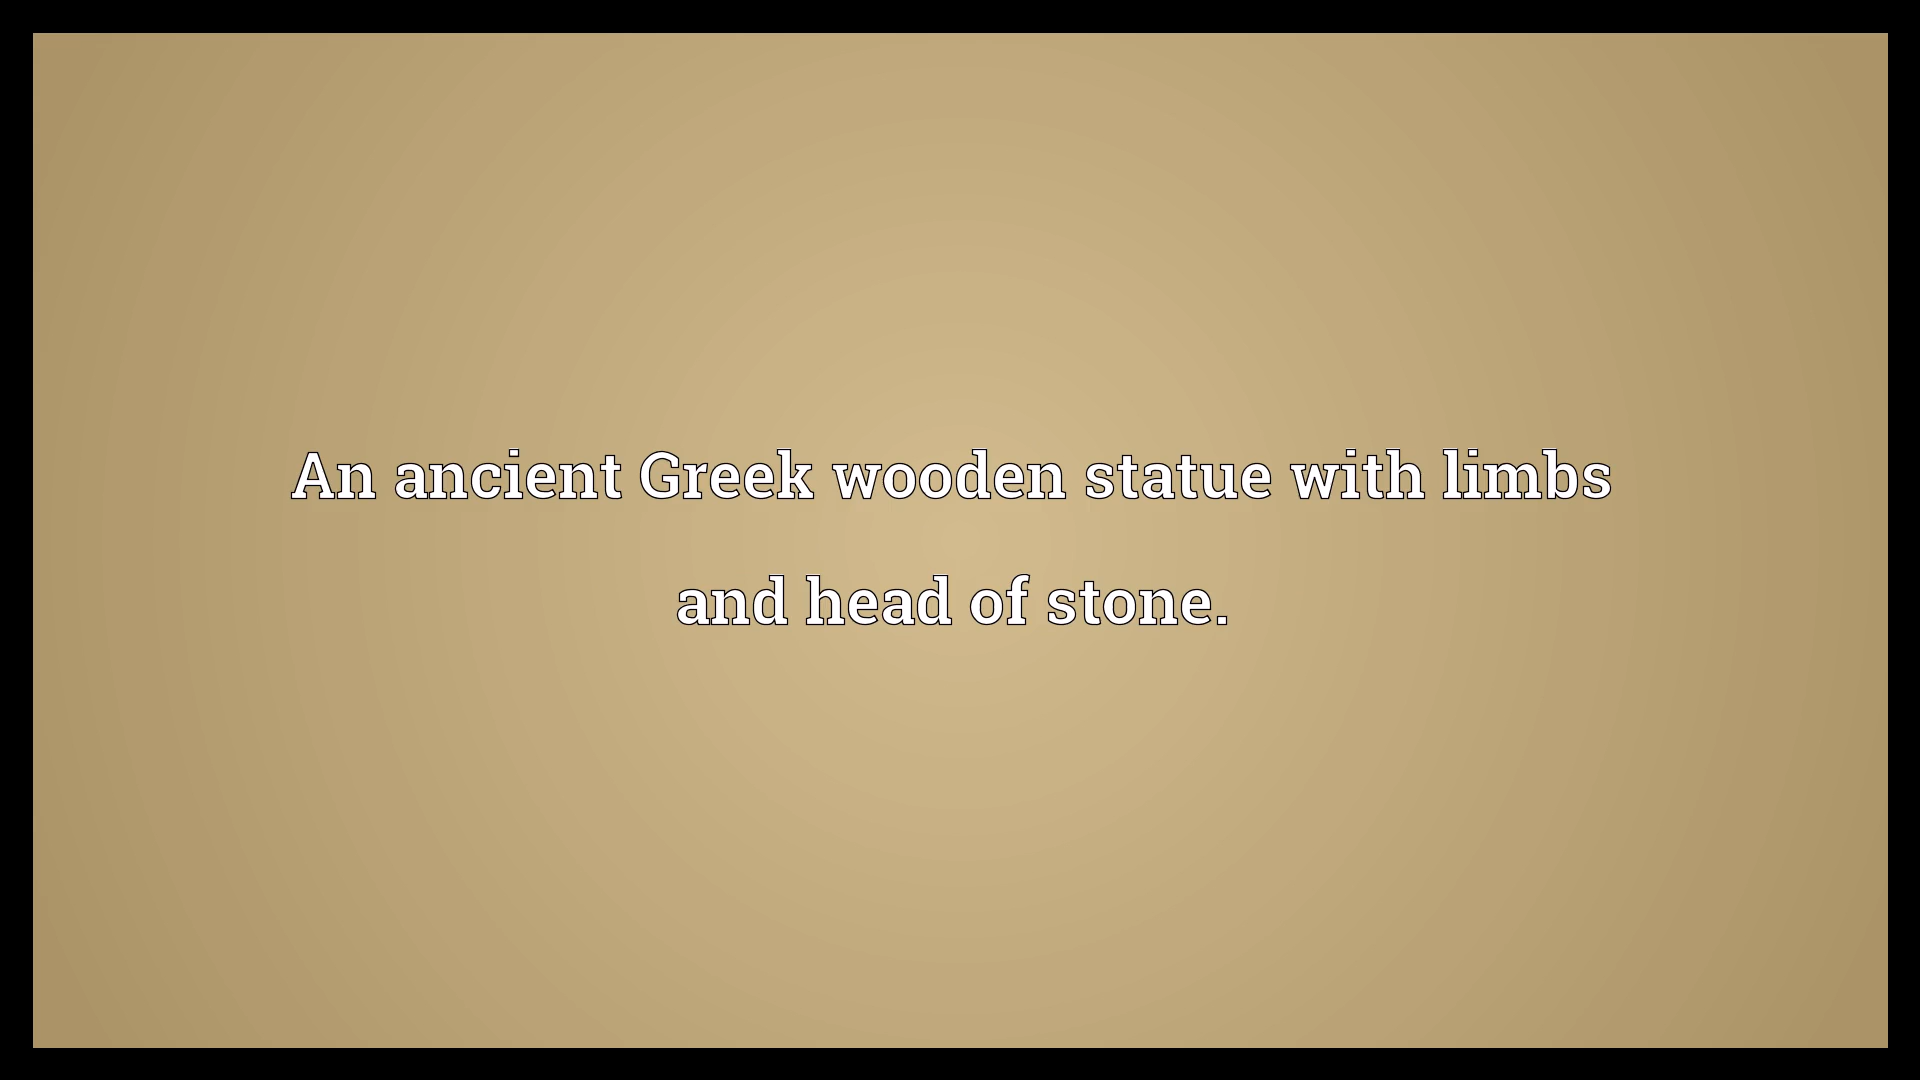 An ancient Greek wooden statue with limbs
and head of stone.